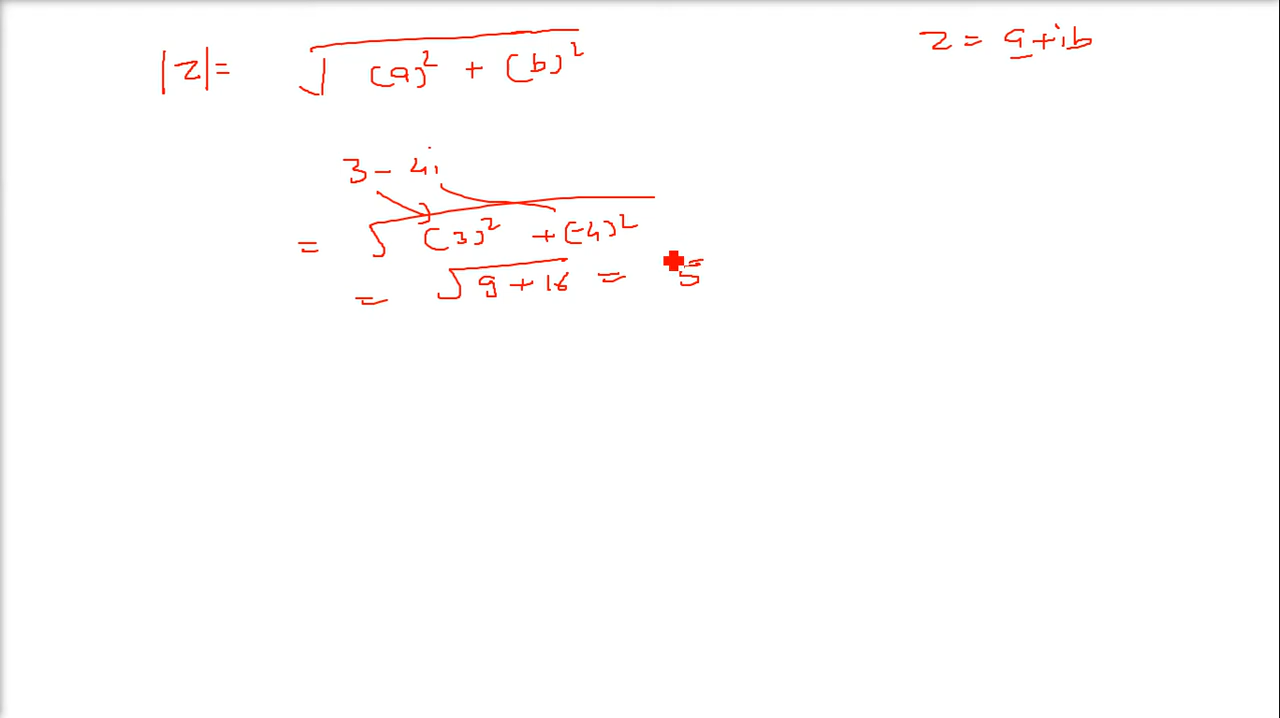 |z| = √(a)² + (b)²
z = a+ib
3 - 4i
= √(3)² + (-4)²
= √9 + 16 = 5